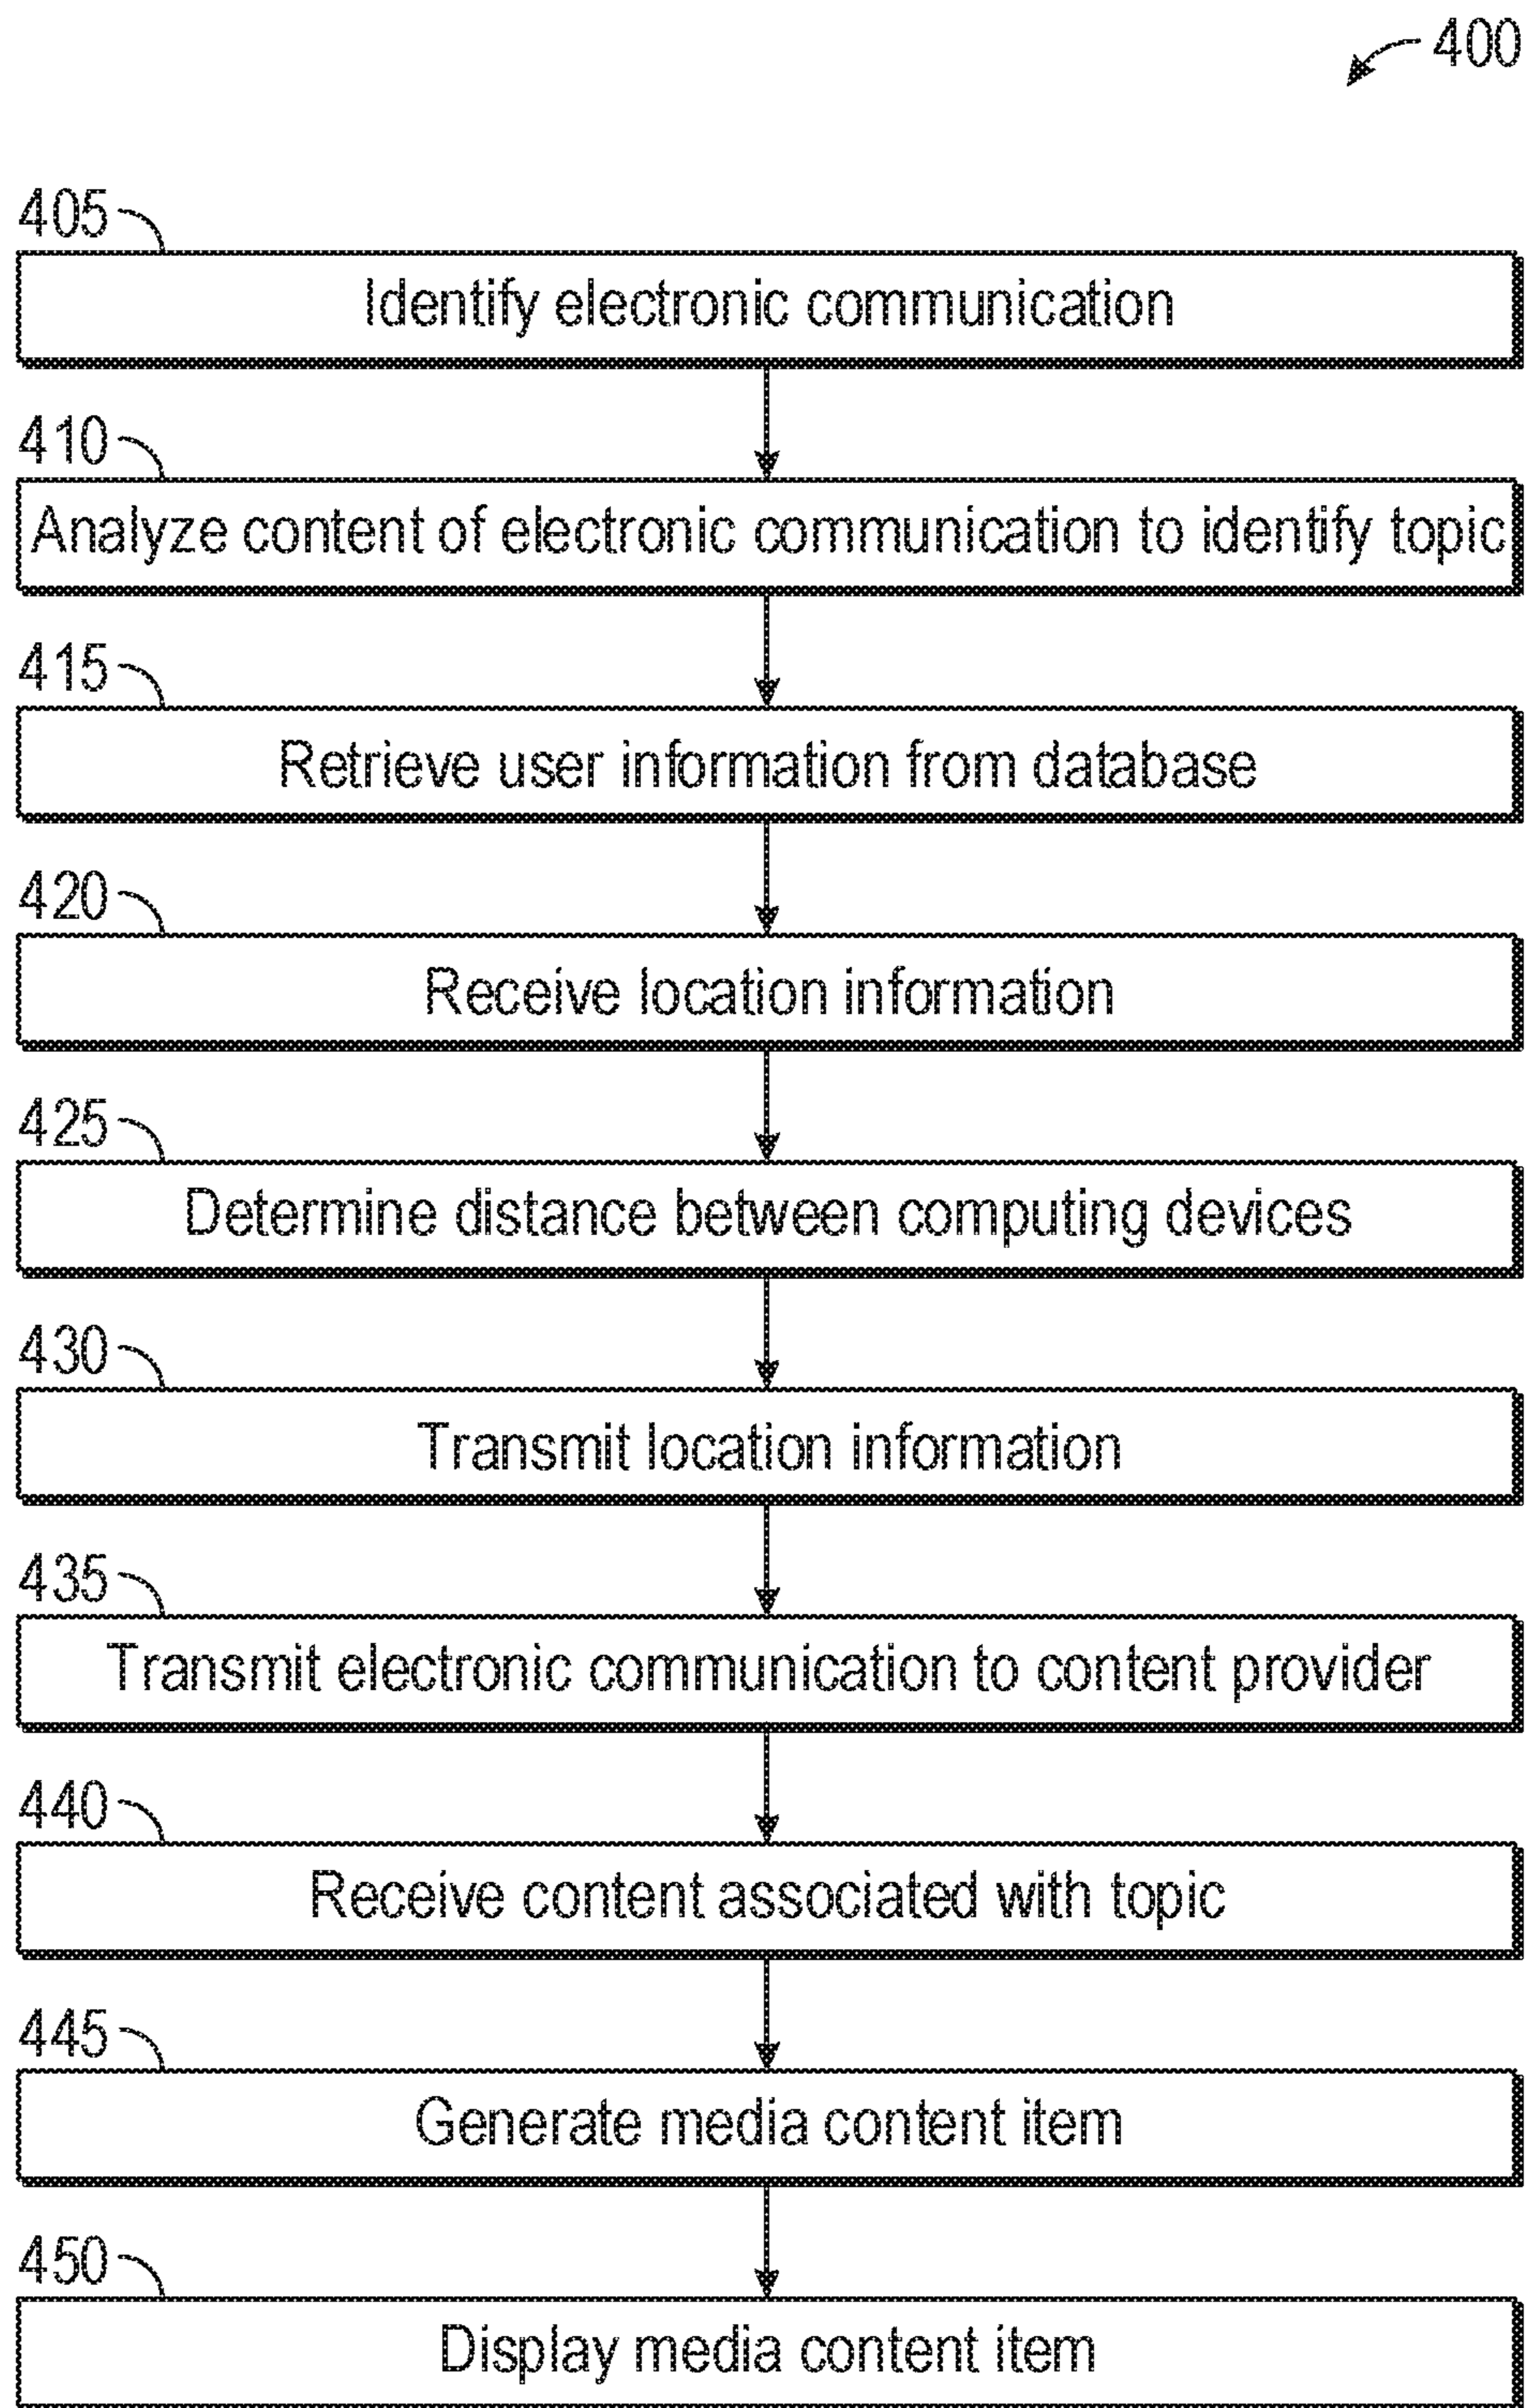 400
405
Identify electronic communication
410
Analyze content of electronic communication to identify topic
415
Retrieve user information from database
420
Receive location information
425
Determine distance between computing devices
430
Transmit location information
435
Transmit electronic communication to content provider
440
Receive content associated with topic
445
Generate media content item
450
Display media content item